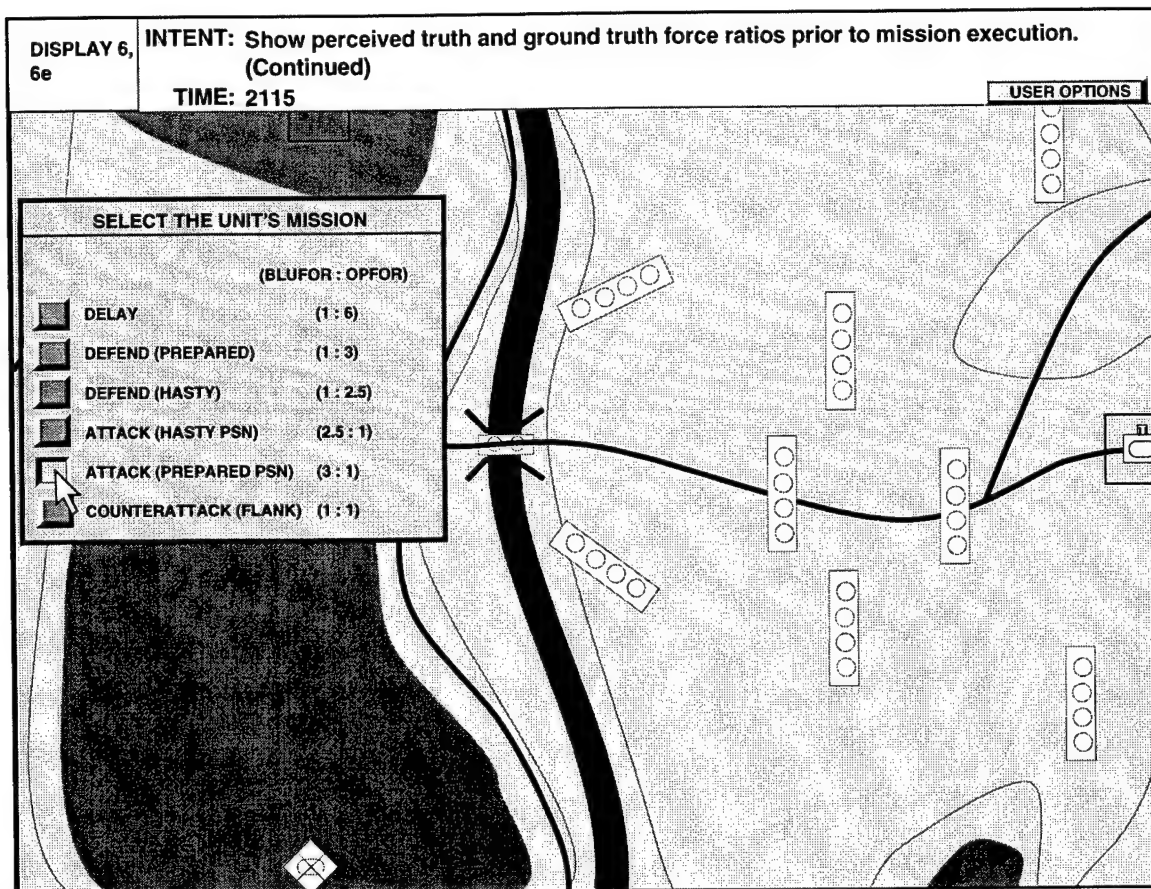 DISPLAY 6,
6e
INTENT: Show perceived truth and ground truth force ratios prior to mission execution.
(Continued)
TIME: 2115
USER OPTIONS
SELECT THE UNIT'S MISSION
(BLUFOR : OPFOR)
DELAY (1 : 6)
DEFEND (PREPARED) (1 : 3)
DEFEND (HASTY) (1 : 2.5)
ATTACK (HASTY PSN) (2.5 : 1)
ATTACK (PREPARED PSN) (3 : 1)
COUNTERATTACK (FLANK) (1 : 1)